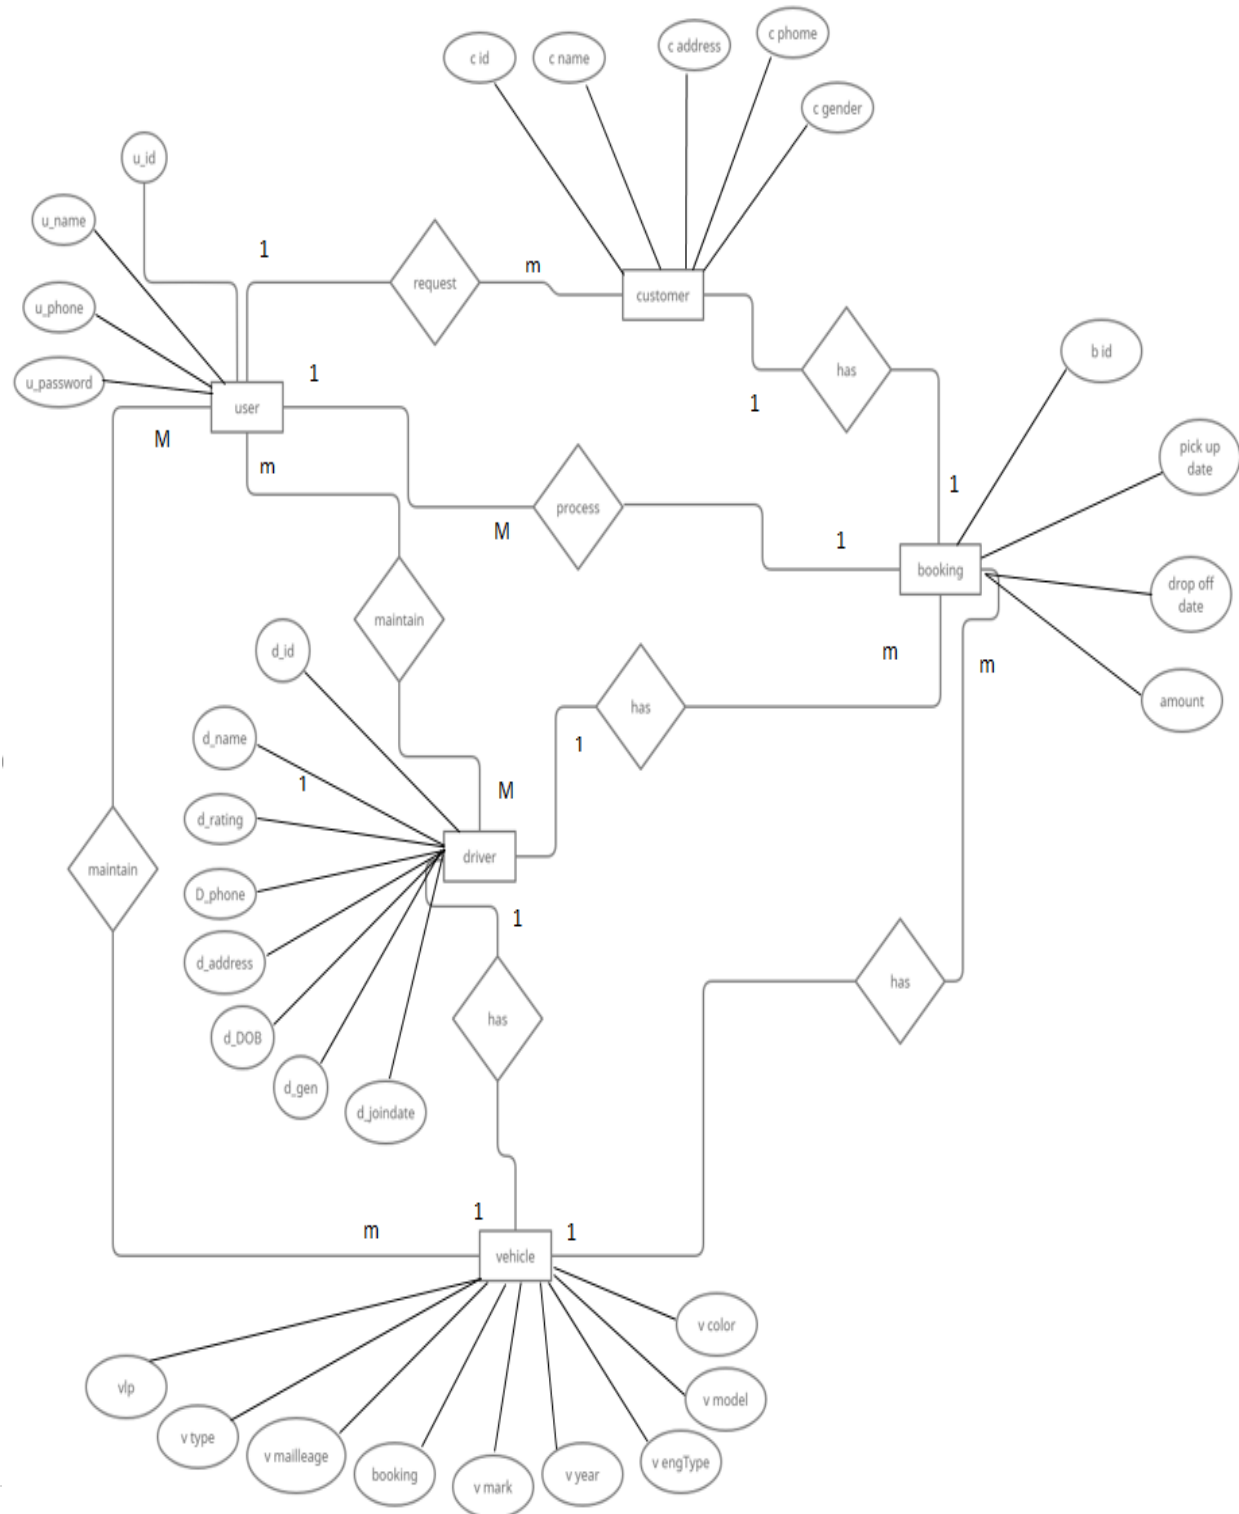 c phome
c address
c id
c name
c gender
u_id
u_name
1
m
request
customer
u_phone
b id
1
has
u_password
user
1
M
m
pick up
date
1
process
M
1
booking
drop off
date
maintain
d_id
m
m
has
amount
d_name
1
1
M
d_rating
driver
maintain
D_phone
1
d_address
has
has
d_DOB
d_gen
d_joindate
1
m
1
vehicle
v color
vlp
v model
v type
v mailleage
v engType
booking
v year
v mark